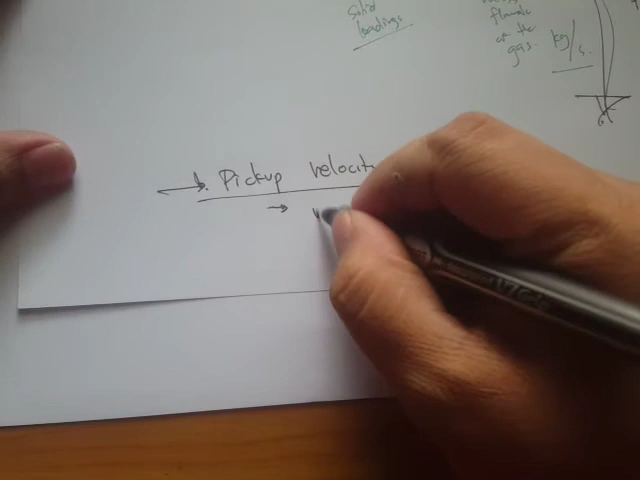 Solid
loadings
flowrate
of the
gas.
kg/s.
Pickup velocit